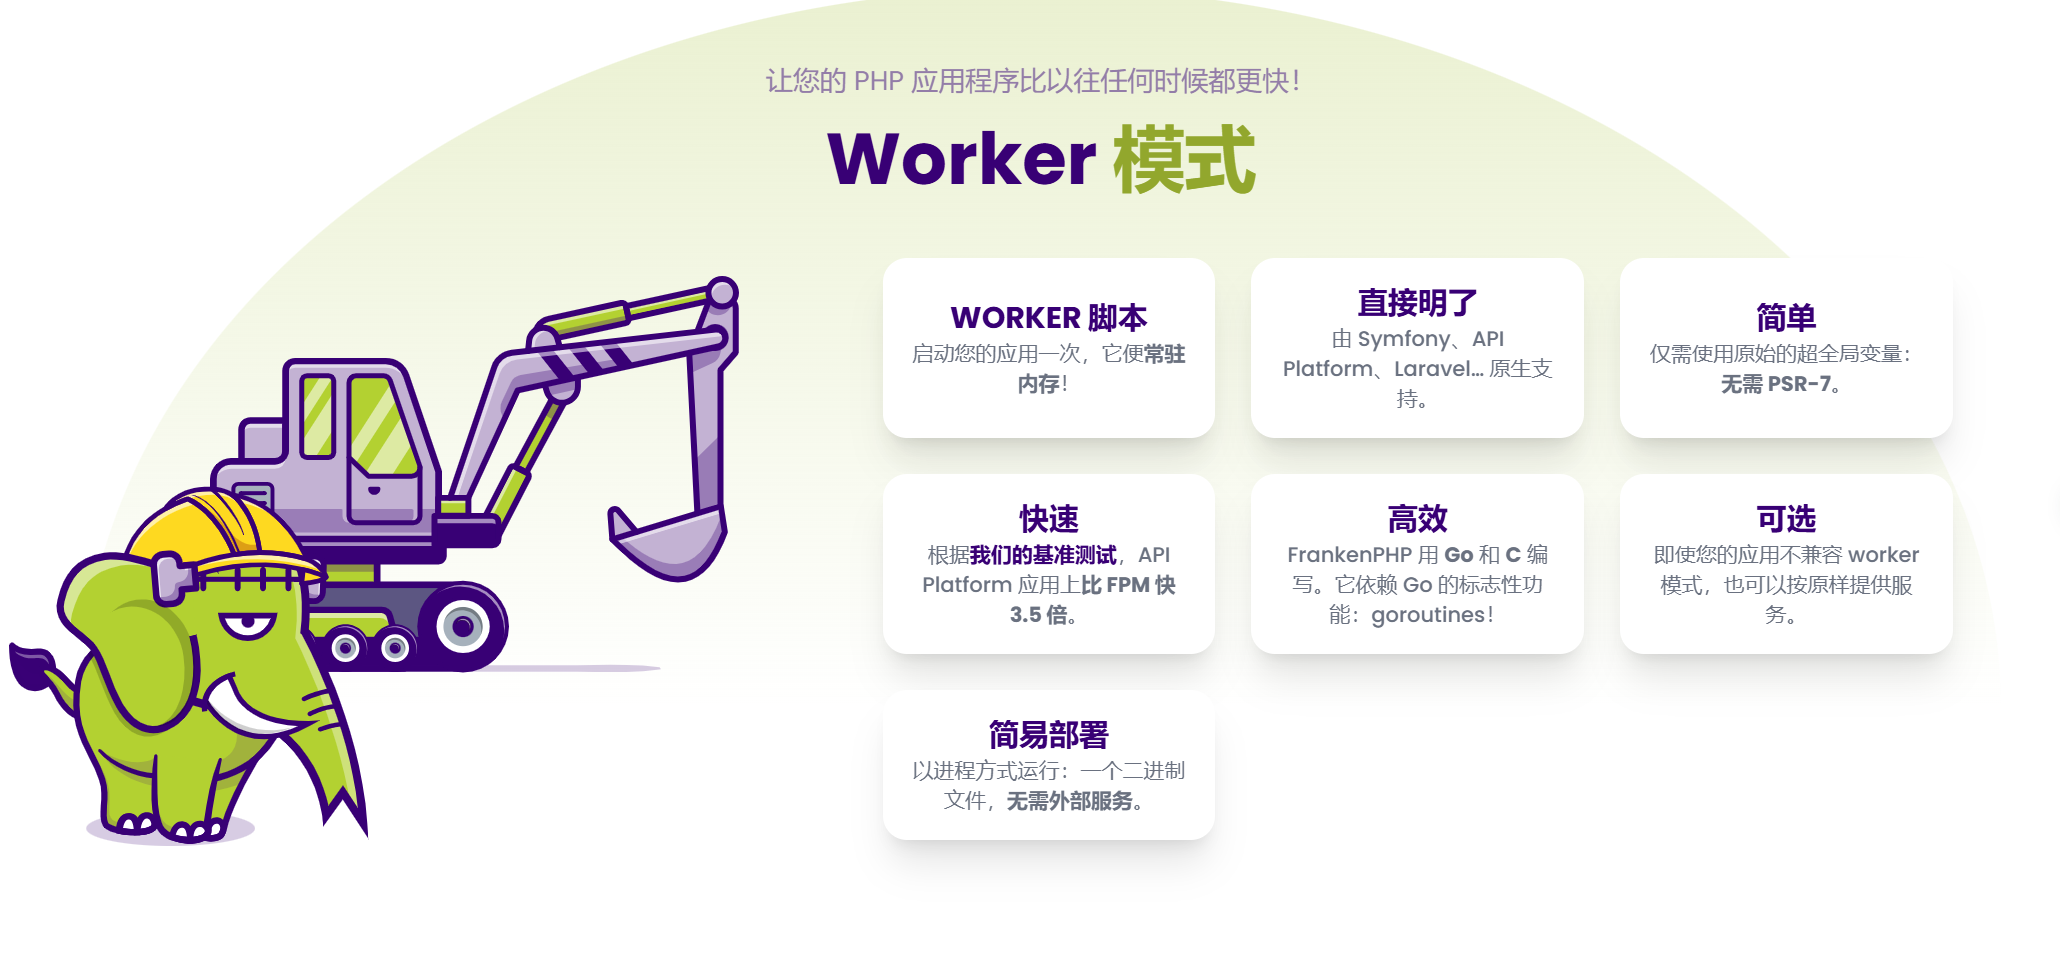 让您的 PHP 应用程序比以往任何时候都更快！
Worker 模式
WORKER 脚本
启动您的应用一次，它便常驻
内存！
直接明了
由 Symfony、API
Platform、Laravel... 原生支
持。
简单
仅需使用原始的超全局变量：
无需 PSR-7。
快速
根据我们的基准测试，API
Platform 应用上比 FPM 快
3.5 倍。
高效
FrankenPHP 用 Go 和 C 编
写。它依赖 Go 的标志性功
能：goroutines！
可选
即使您的应用不兼容 worker
模式，也可以按原样提供服
务。
简易部署
以进程方式运行：一个二进制
文件，无需外部服务。